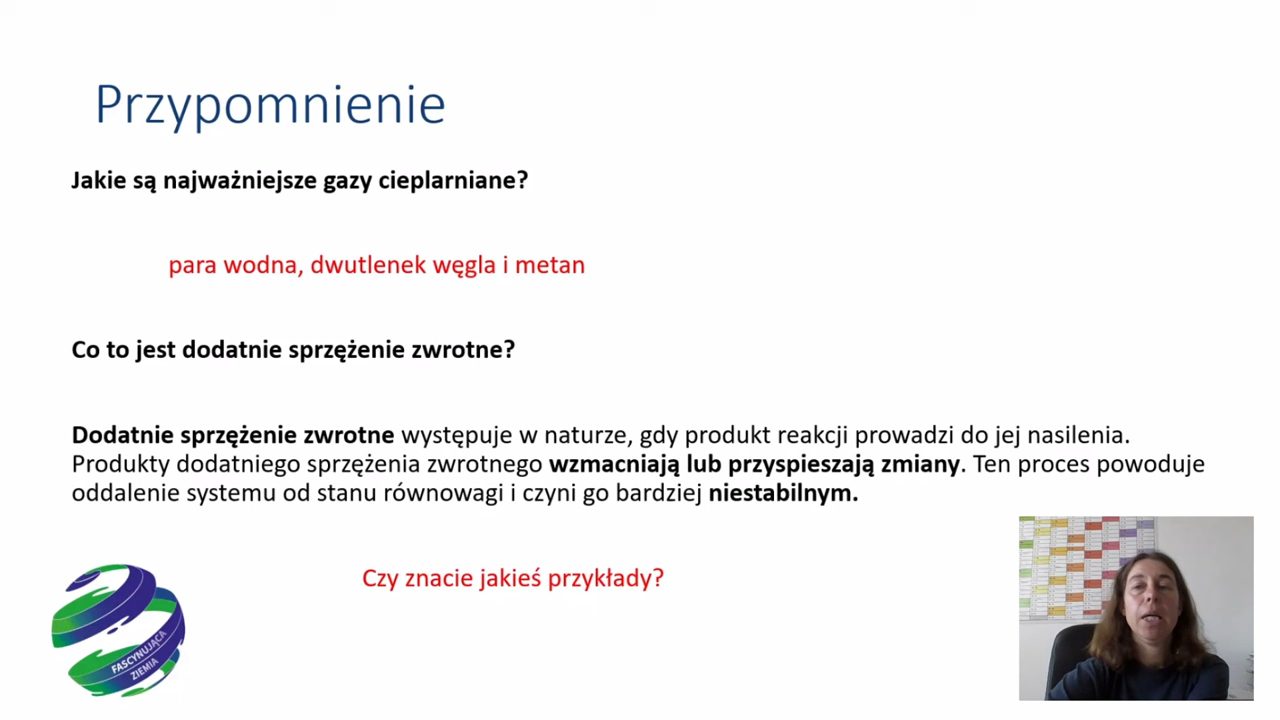 Przypomnienie
Jakie są najważniejsze gazy cieplarniane?
para wodna, dwutlenek węgla i metan
Co to jest dodatnie sprzężenie zwrotne?
Dodatnie sprzężenie zwrotne występuje w naturze, gdy produkt reakcji prowadzi do jej nasilenia.
Produkty dodatniego sprzężenia zwrotnego wzmacniają lub przyspieszają zmiany. Ten proces powoduje
oddalenie systemu od stanu równowagi i czyni go bardziej niestabilnym.
Czy znacie jakieś przykłady?
FASCYNUJĄCA
ZIEMIA